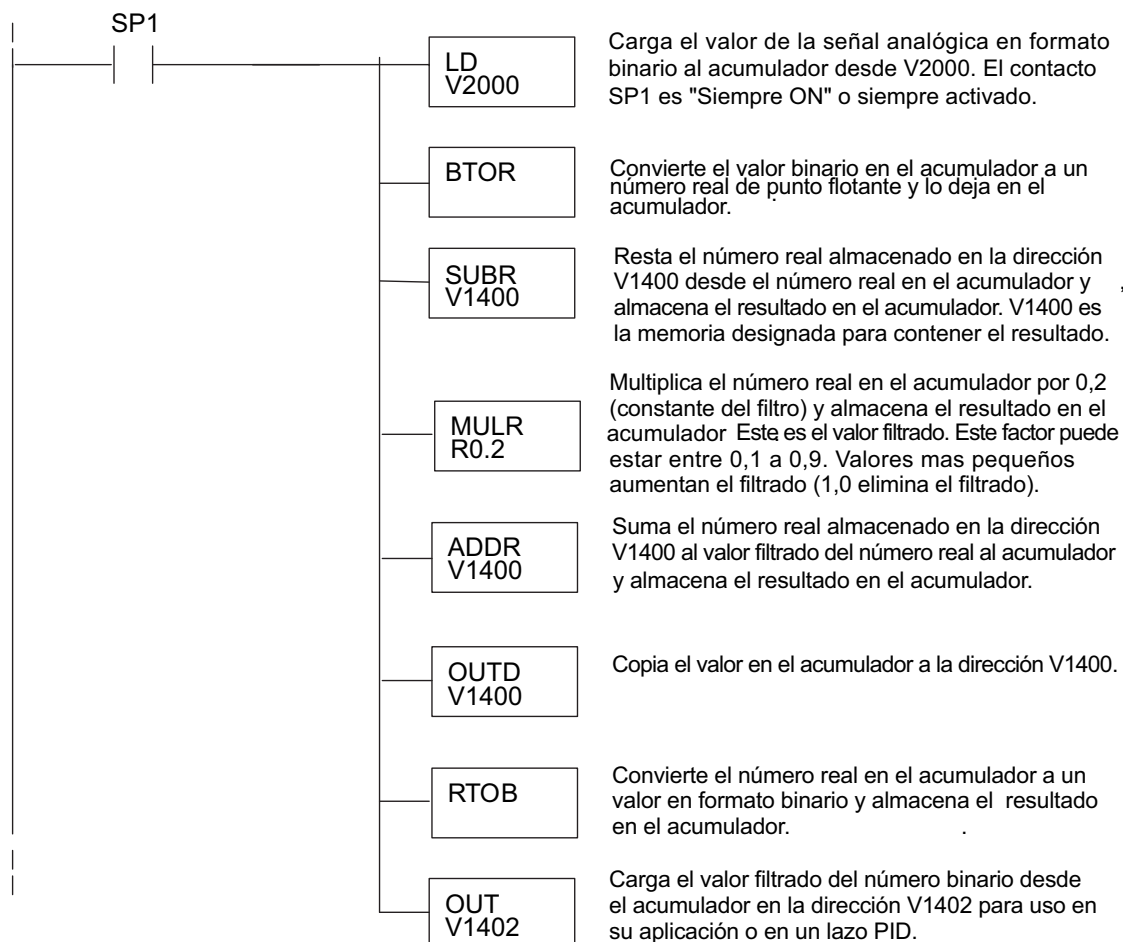 SP1
LD
V2000
Carga el valor de la señal analógica en formato
binario al acumulador desde V2000. El contacto
SP1 es "Siempre ON" o siempre activado.
BTOR
Convierte el valor binario en el acumulador a un
número real de punto flotante y lo deja en el
acumulador. .
SUBR
V1400
Resta el número real almacenado en la dirección
V1400 desde el número real en el acumulador y ,
almacena el resultado en el acumulador. V1400 es
la memoria designada para contener el resultado.
MULR
R0.2
Multiplica el número real en el acumulador por 0,2
(constante del filtro) y almacena el resultado en el
acumulador Este. es el valor filtrado. Este factor puede
estar entre 0,1 a 0,9. Valores mas pequeños
aumentan el filtrado (1,0 elimina el filtrado).
ADDR
V1400
Suma el número real almacenado en la dirección
V1400 al valor filtrado del número real al acumulador
y almacena el resultado en el acumulador.
OUTD
V1400
Copia el valor en el acumulador a la dirección V1400.
RTOB
Convierte el número real en el acumulador a un
valor en formato binario y almacena el resultado
en el acumulador. .
OUT
V1402
Carga el valor filtrado del número binario desde
el acumulador en la dirección V1402 para uso en
su aplicación o en un lazo PID.